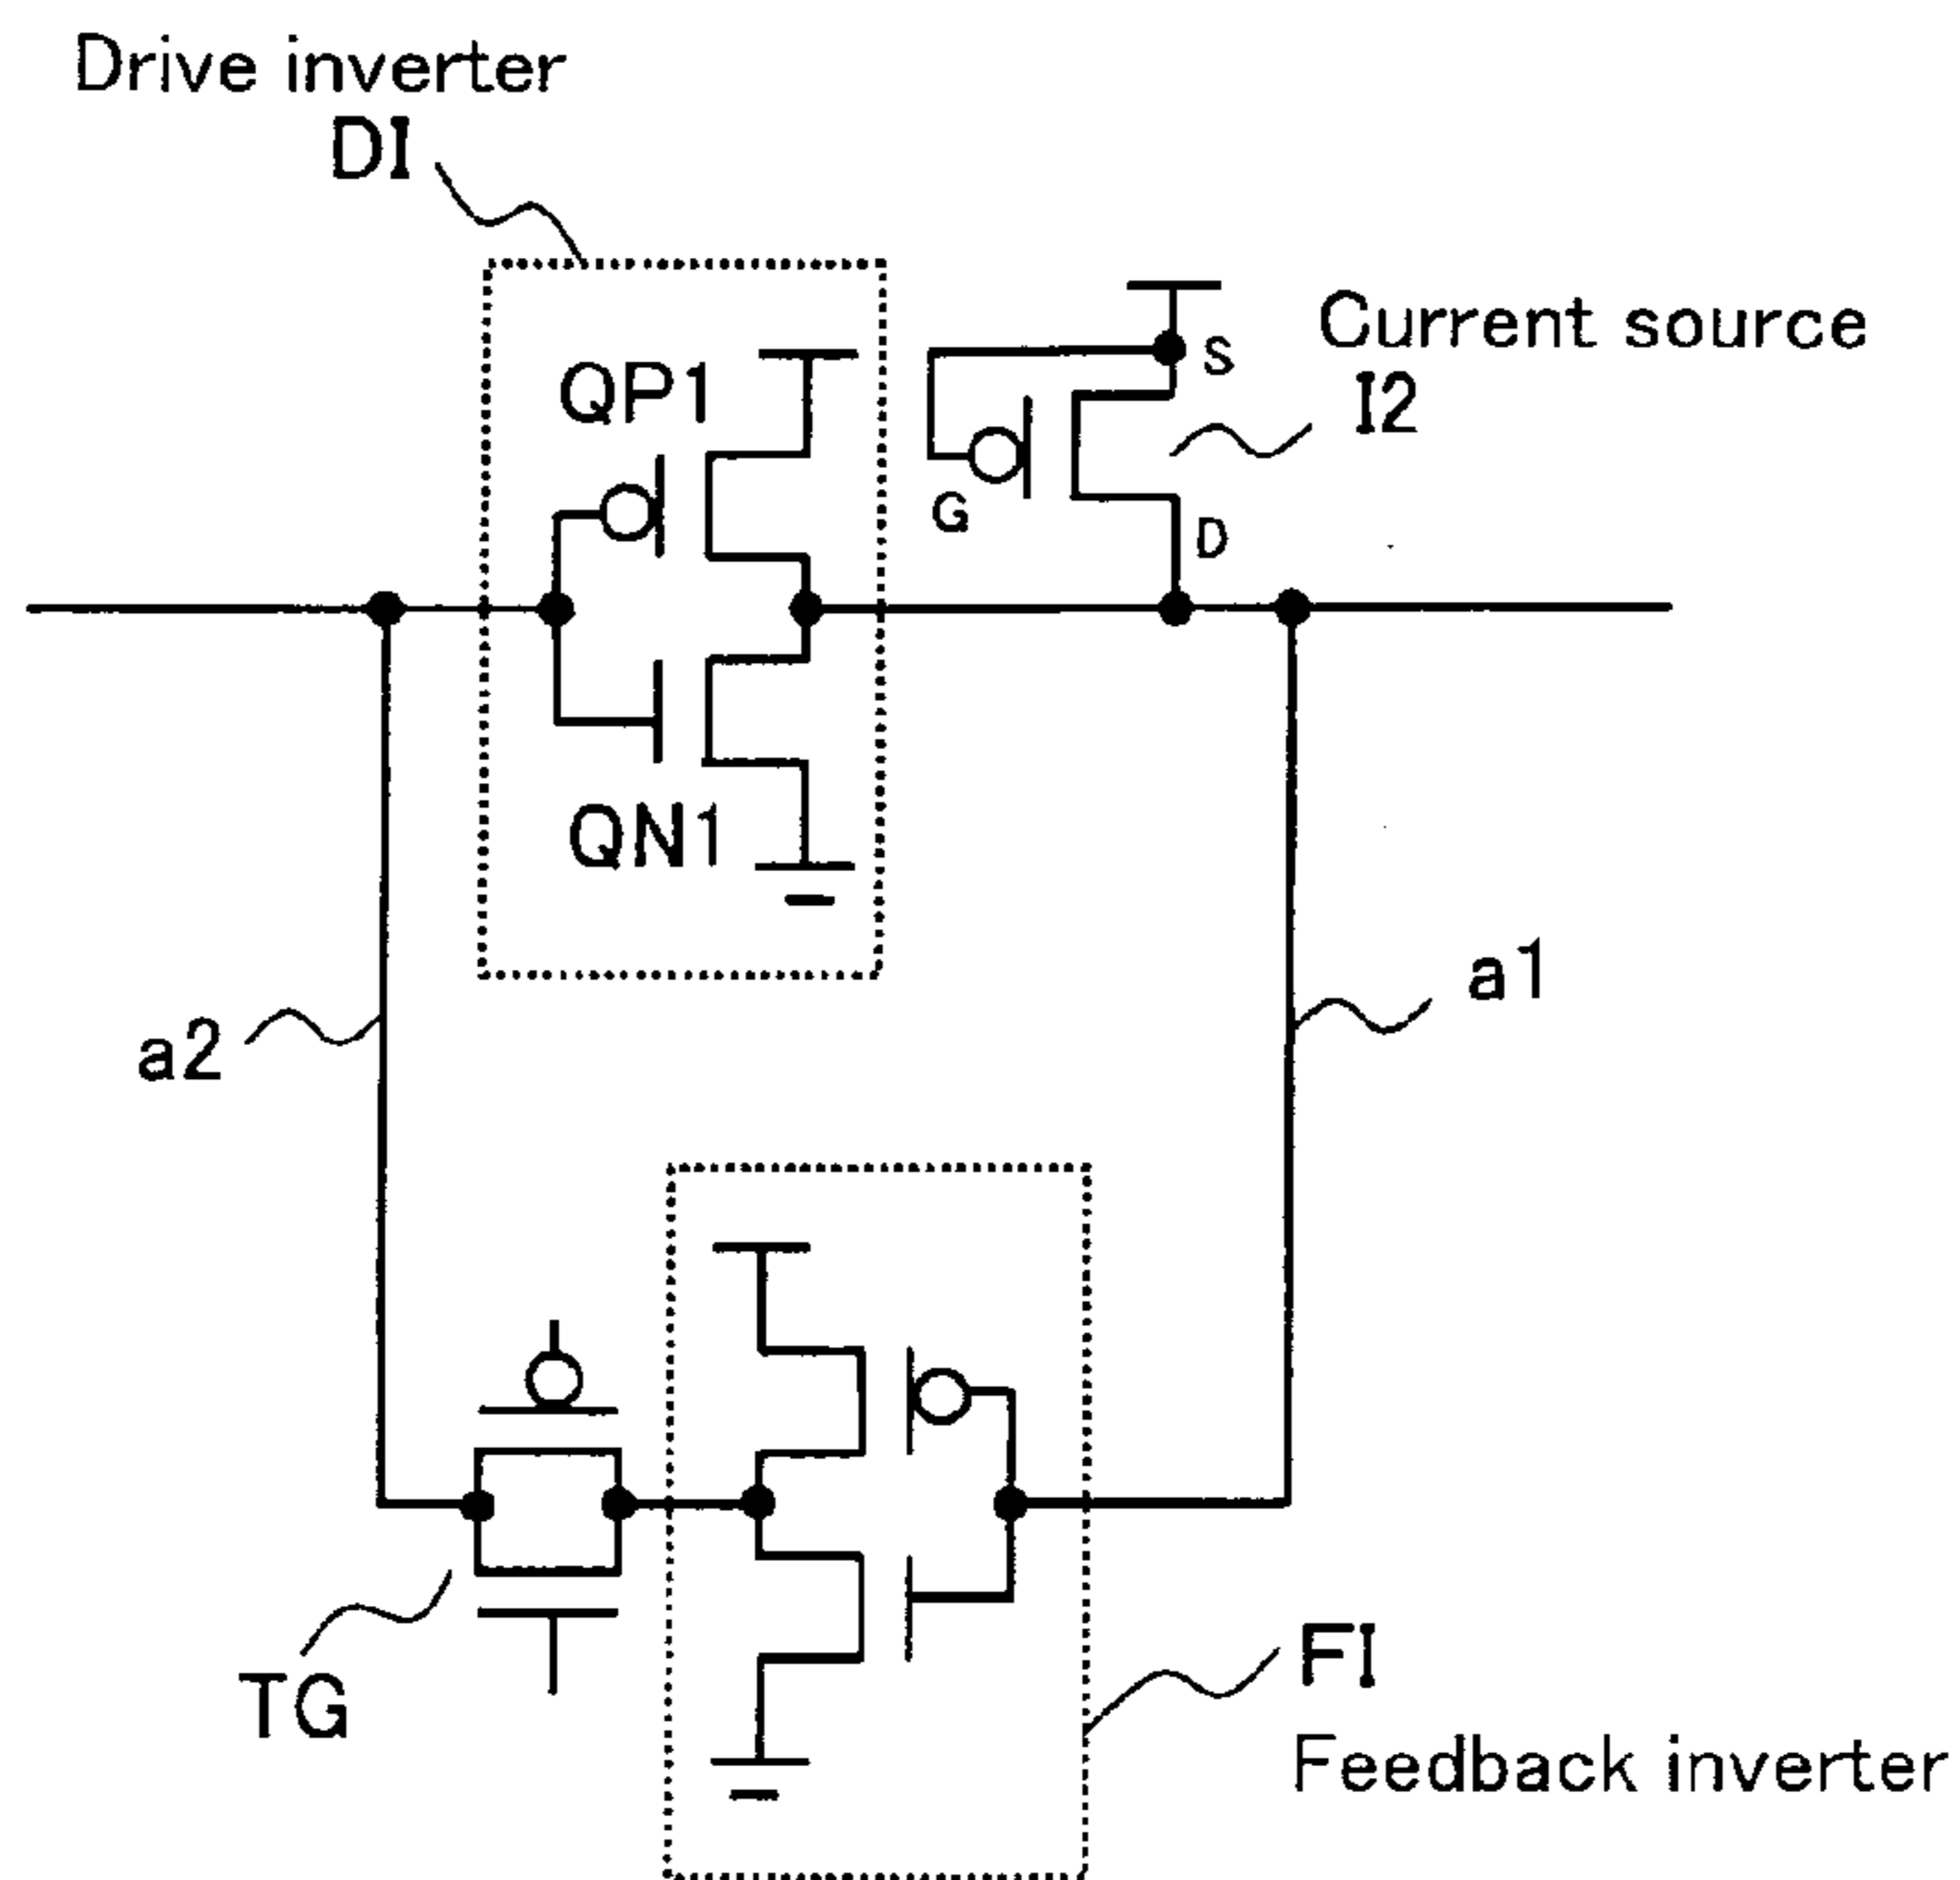 Drive inverter
DI
Current source
I2
S
G
D
QP1
QN1
a1
a2
TG
FI
Feedback inverter